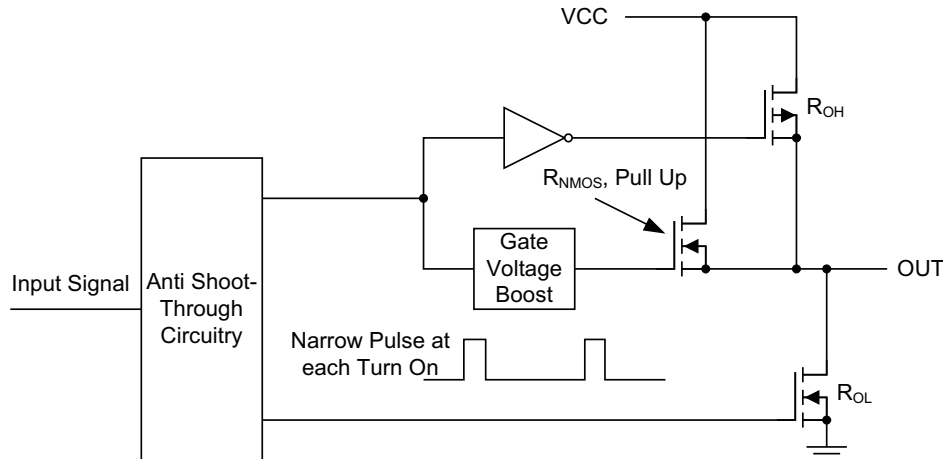 VCC
R_OH
R_NMOS, Pull Up
Gate
Voltage
Boost
OUT
Input Signal
Anti Shoot-
Through
Circuitry
Narrow Pulse at
each Turn On
R_OL